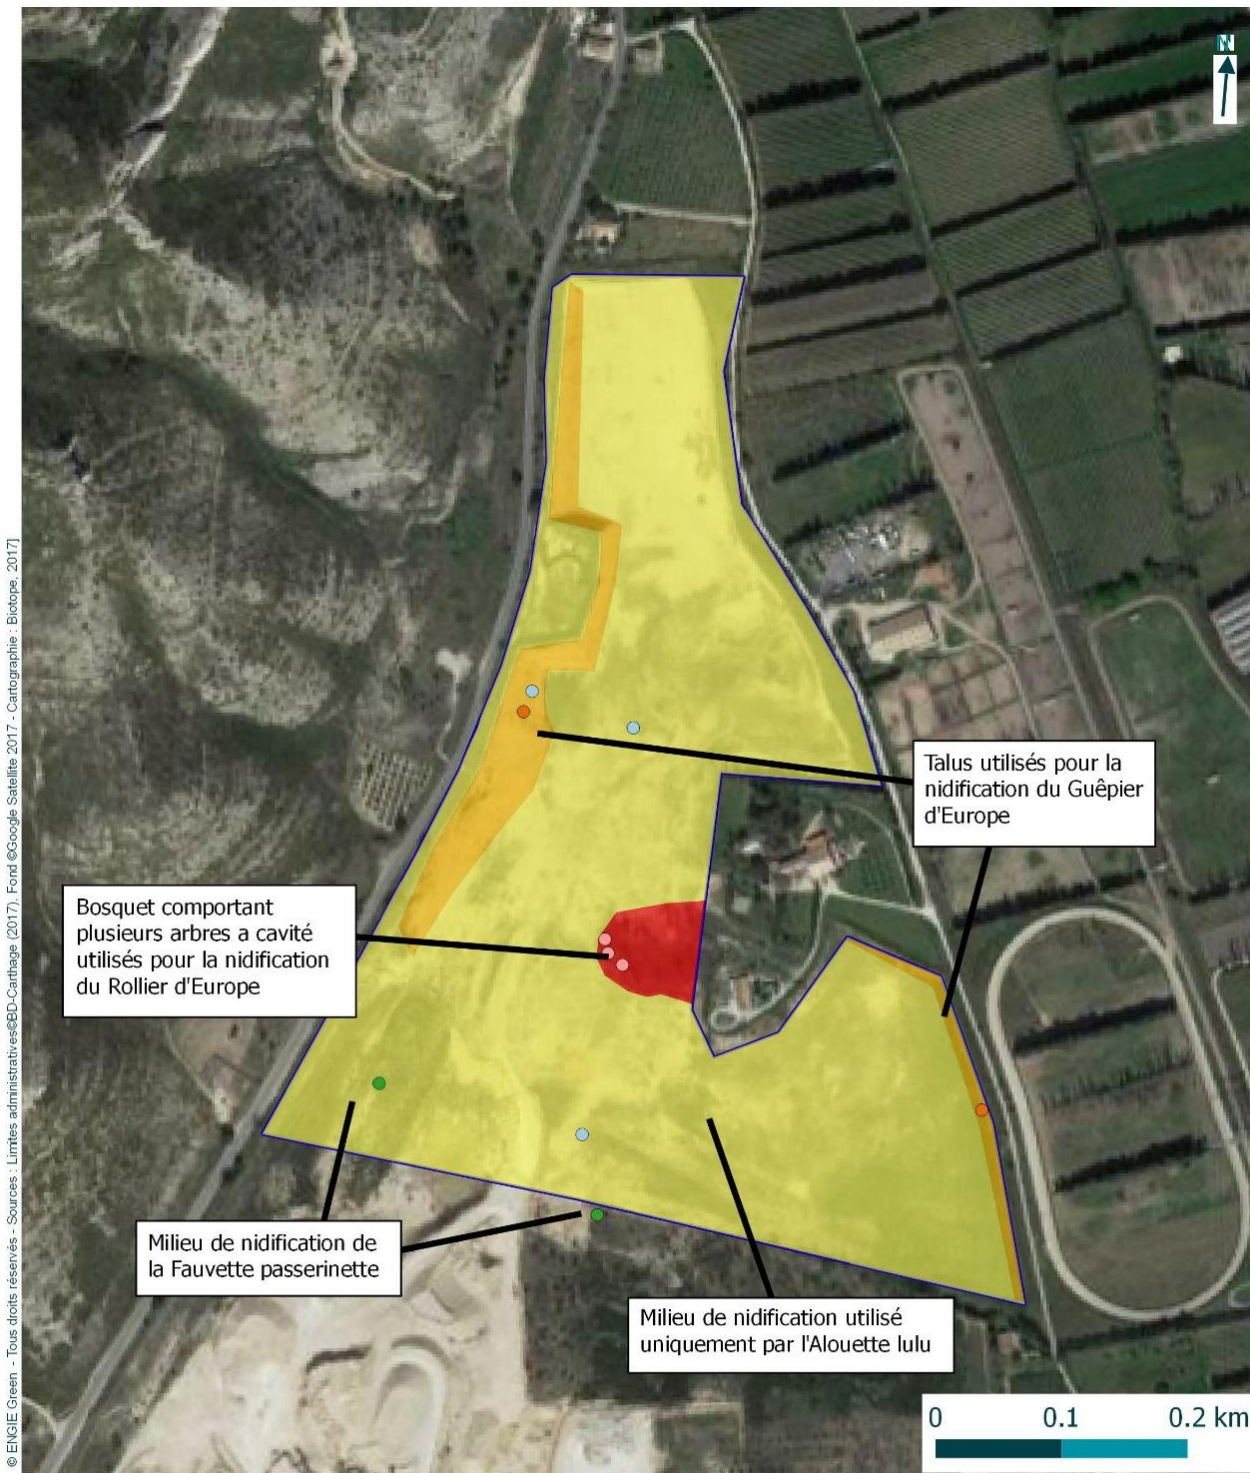 N
Talus utilisés pour la
nidification du Guêpier
d'Europe
Bosquet comportant
plusieurs arbres a cavité
utilisés pour la nidification
du Rollier d'Europe
Milieu de nidification de
la Fauvette passerinette
Milieu de nidification utilisé
uniquement par l'Alouette lulu
0 0.1 0.2 km
© ENGIE Green - Tous droits réservés - Sources : Limites administratives©BD-Carthage (2017), Fond ©Google Satellite 2017 - Cartographie : Biotope, 2017]